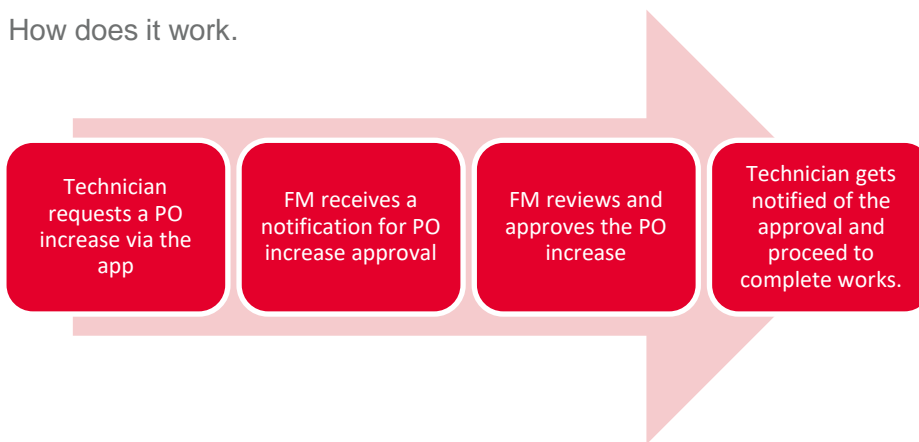 How does it work.
Technician
requests a PO
increase via the
app
FM receives a
notification for PO
increase approval
FM reviews and
approves the PO
increase
Technician gets
notified of the
approval and
proceed to
complete works.